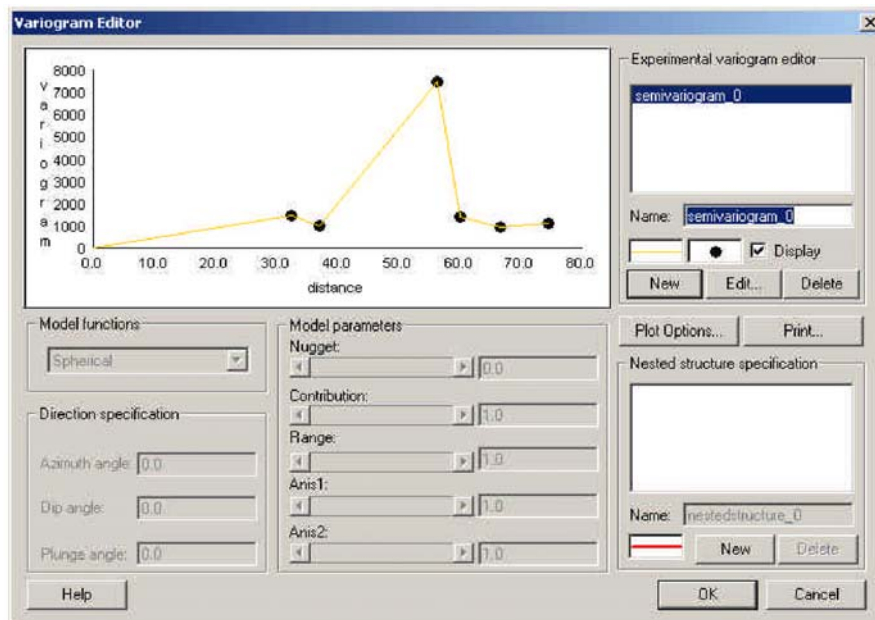 Variogram Editor
variogram
8000
7000
6000
5000
4000
3000
2000
1000
0
0.0 10.0 20.0 30.0 40.0 50.0 60.0 70.0 80.0
distance
Experimental variogram editor
semivariogram_0
Name: semivariogram_0
Display
New Edit... Delete
Model functions
Spherical
Direction specification
Azimuth angle: 0.0
Dip angle: 0.0
Plunge angle: 0.0
Model parameters
Nugget:
0.0
Contribution:
1.0
Range:
1.0
Anis1:
1.0
Anis2:
1.0
Plot Options... Print...
Nested structure specification
Name: nestedstructure_0
New Delete
Help OK Cancel